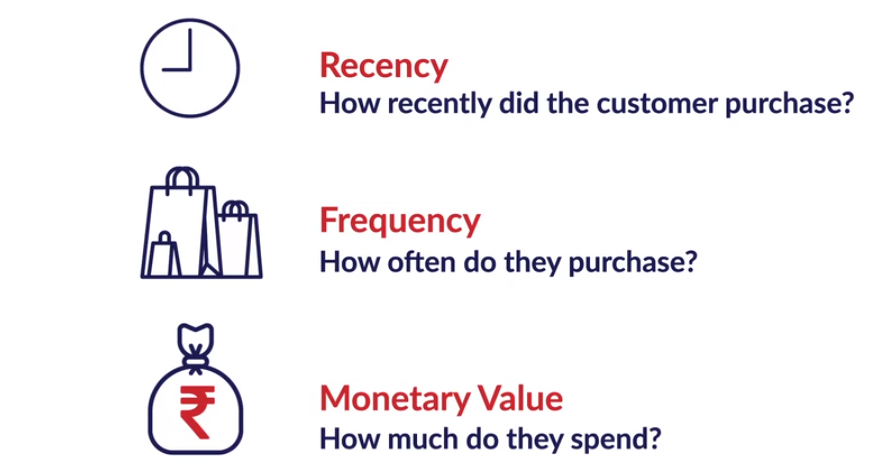 Recency
How recently did the customer purchase?
Frequency
How often do they purchase?
₹
Monetary Value
How much do they spend?